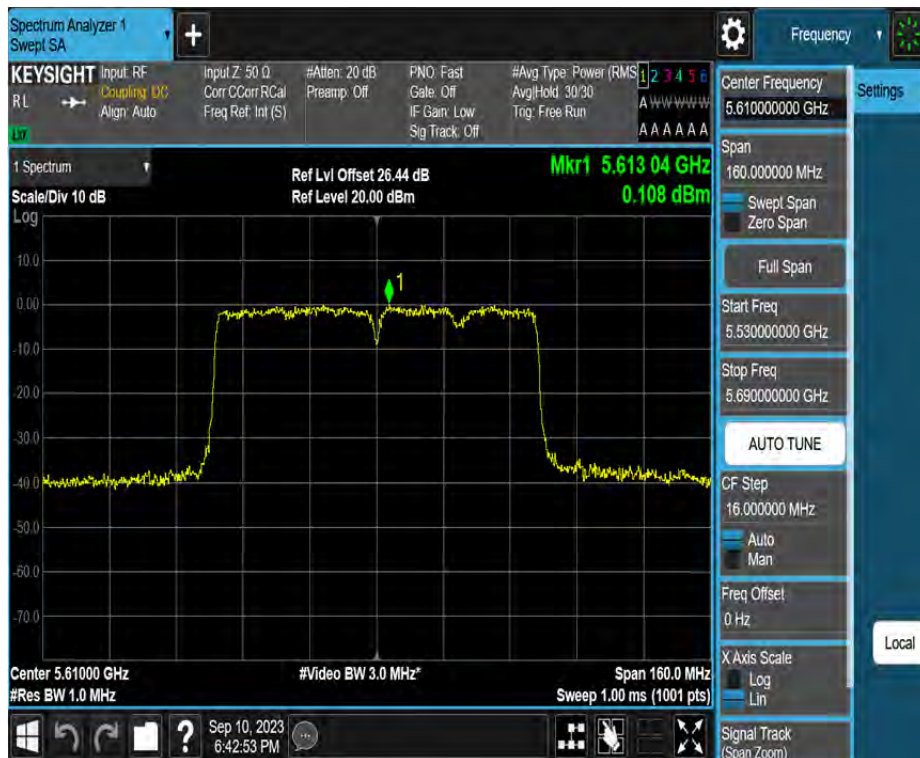 Spectrum Analyzer 1
Swept SA
+
Frequency
KEYSIGHT
RL
LXI
Input: RF
Coupling: DC
Align: Auto
Input Z: 50 Ω
Corr CCorr RCal
Freq Ref: Int (S)
#Atten: 20 dB
Preamp: Off
PNO: Fast
Gate: Off
IF Gain: Low
Sig Track: Off
#Avg Type: Power (RMS
Avg|Hold: 30/30
Trig: Free Run
1 2 3 4 5 6
A W W W W W
A A A A A A
1 Spectrum
Scale/Div 10 dB
Log
Ref Lvl Offset 26.44 dB
Ref Level 20.00 dBm
Mkr1 5.613 04 GHz
0.108 dBm
10.0
0.00
-10.0
-20.0
-30.0
-40.0
-50.0
-60.0
-70.0
1
Center 5.61000 GHz
#Res BW 1.0 MHz
#Video BW 3.0 MHz*
Span 160.0 MHz
Sweep 1.00 ms (1001 pts)
?
Sep 10, 2023
6:42:53 PM
Center Frequency
5.610000000 GHz
Span
160.000000 MHz
Swept Span
Zero Span
Full Span
Start Freq
5.530000000 GHz
Stop Freq
5.690000000 GHz
AUTO TUNE
CF Step
16.000000 MHz
Auto
Man
Freq Offset
0 Hz
X Axis Scale
Log
Lin
Signal Track
(Span Zoom)
Settings
Local